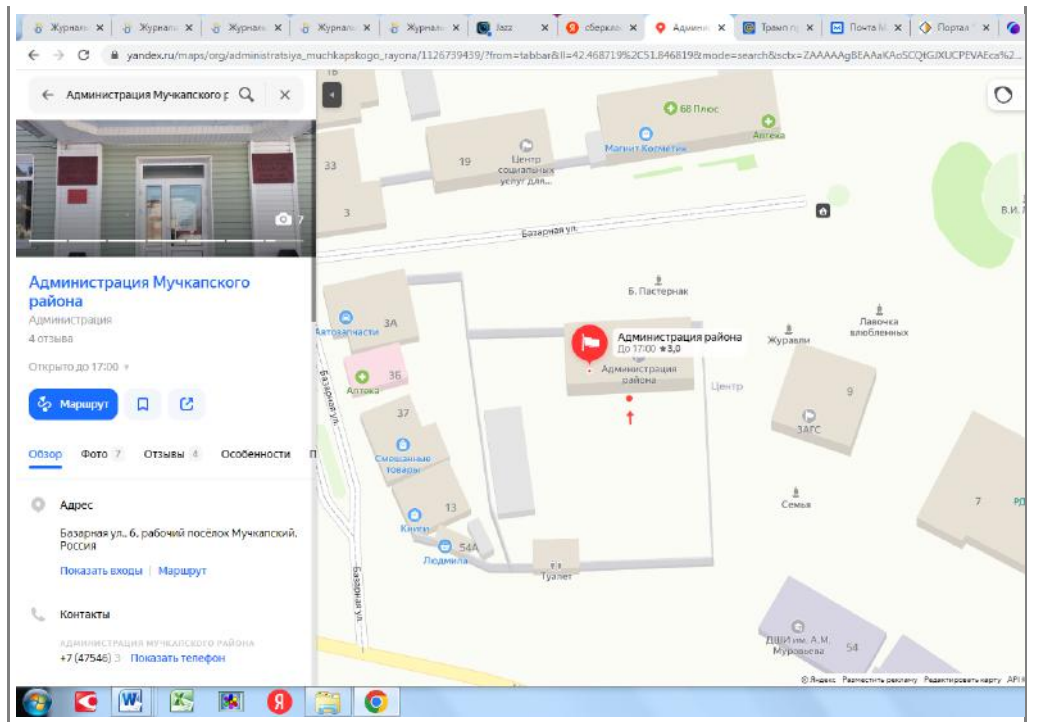 Журнал
Журнал
Журнал
Журнал
Журнал
Jazz
сберкла
Админи
Трамп п
Почта M
Портал
yandex.ru/maps/org/administratsiya_muchkapskogo_rayona/1126739439/?from=tabbar&ll=42.468719%2C51.846819&mode=search&sctx=
Администрация Мучкапского р
7
Администрация Мучкапского
района
Администрация
4 отзыва
Открыто до 17:00
Маршрут
Обзор
Фото 7
Отзывы 4
Особенности
П
Адрес
Базарная ул., 6, рабочий посёлок Мучкапский,
Россия
Показать входы | Маршрут
Контакты
АДМИНИСТРАЦИЯ МУЧКАПСКОГО РАЙОНА
+7 (47546) 3 Показать телефон
1Б
33
3
19
Центр
социальных
услуг для...
68 Плюс
Магнит Косметик
Аптека
Базарная ул.
В.И. Л
Б. Пастернак
Автозапчасти
3А
Администрация района
До 17:00 ★3,0
Администрация
района
Журавли
Лавочка
влюбленных
Аптека
36
Базарная ул.
37
Центр
9
ЗАГС
Смешанные
товары
13
Книги
54А
Людмила
Семья
7
РД
Туалет
Базарная ул.
ДШИ им. А.М.
Муровьева
54
© Яндекс Разместить рекламу Редактировать карту API